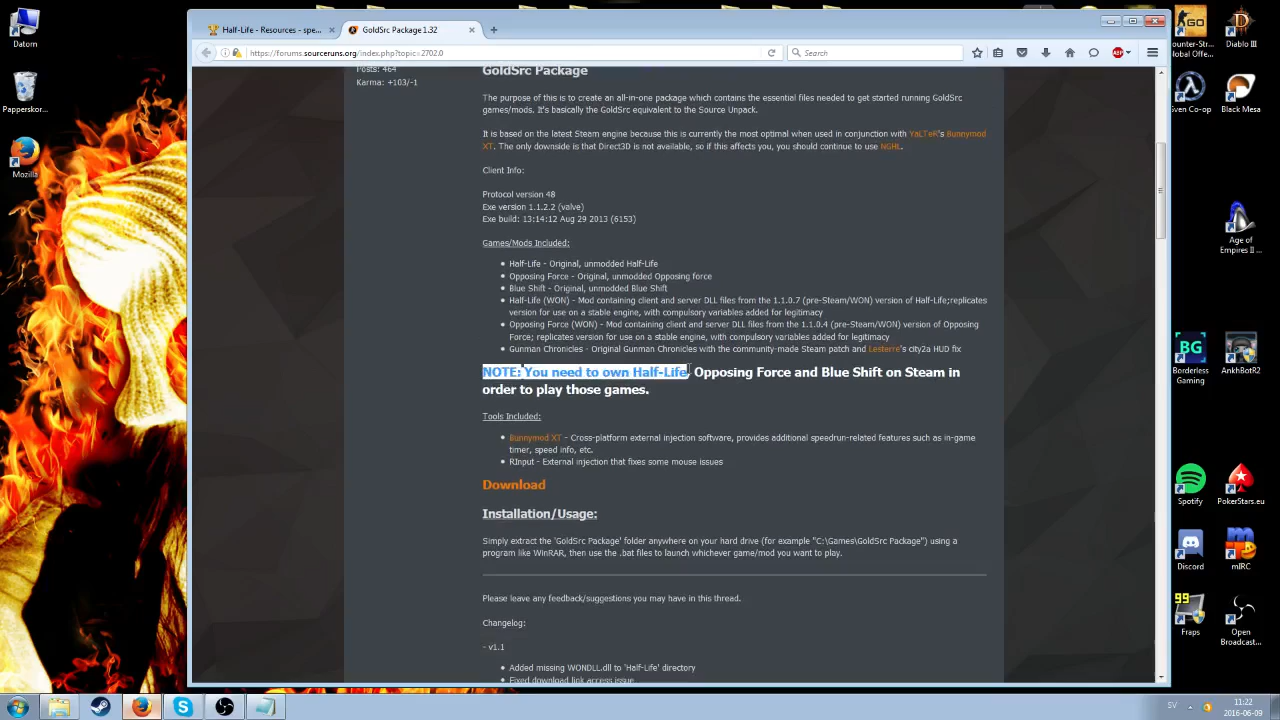 Datorn
Papperskor...
Mozilla
Half-Life - Resources - spe...
GoldSrc Package 1.32
https://forums.sourceruns.org/index.php?topic=2702.0
Search
ABP
Posts: 464
Karma: +103/-1
GoldSrc Package
The purpose of this is to create an all-in-one package which contains the essential files needed to get started running GoldSrc
games/mods. It's basically the GoldSrc equivalent to the Source Unpack.
It is based on the latest Steam engine because this is currently the most optimal when used in conjunction with YaLTeR's Bunnymod
XT. The only downside is that Direct3D is not available, so if this affects you, you should continue to use NGHL.
Client Info:
Protocol version 48
Exe version 1.1.2.2 (valve)
Exe build: 13:14:12 Aug 29 2013 (6153)
Games/Mods Included:
Half-Life - Original, unmodded Half-Life
Opposing Force - Original, unmodded Opposing force
Blue Shift - Original, unmodded Blue Shift
Half-Life (WON) - Mod containing client and server DLL files from the 1.1.0.7 (pre-Steam/WON) version of Half-Life;replicates
version for use on a stable engine, with compulsory variables added for legitimacy
Opposing Force (WON) - Mod containing client and server DLL files from the 1.1.0.4 (pre-Steam/WON) version of Opposing
Force; replicates version for use on a stable engine, with compulsory variables added for legitimacy
Gunman Chronicles - Original Gunman Chronicles with the community-made Steam patch and Lesterre's city2a HUD fix
NOTE: You need to own Half-Life, Opposing Force and Blue Shift on Steam in
order to play those games.
Tools Included:
Bunnymod XT - Cross-platform external injection software, provides additional speedrun-related features such as in-game
timer, speed info, etc.
RInput - External injection that fixes some mouse issues
Download
Installation/Usage:
Simply extract the 'GoldSrc Package' folder anywhere on your hard drive (for example "C:\Games\GoldSrc Package") using a
program like WinRAR, then use the .bat files to launch whichever game/mod you want to play.
Please leave any feedback/suggestions you may have in this thread.
Changelog:
- v1.1
Added missing WONDLL.dll to 'Half-Life' directory
Fixed download link access issue
GO
Counter-Str...
Diablo III
Sven Co-op
Black Mesa
Age of
Empires II ...
BG
Borderless
Gaming
AnkhBotR2
Spotify
PokerStars.eu
Discord
mIRC
99
Fraps
Open
Broadcast...
SV
11:22
2016-06-09